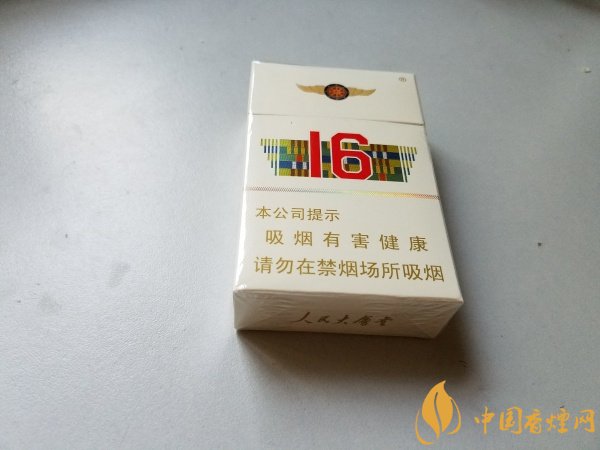 ®
16
本公司提示
吸烟有害健康
请勿在禁烟场所吸烟
人民大会堂
中国香煙网